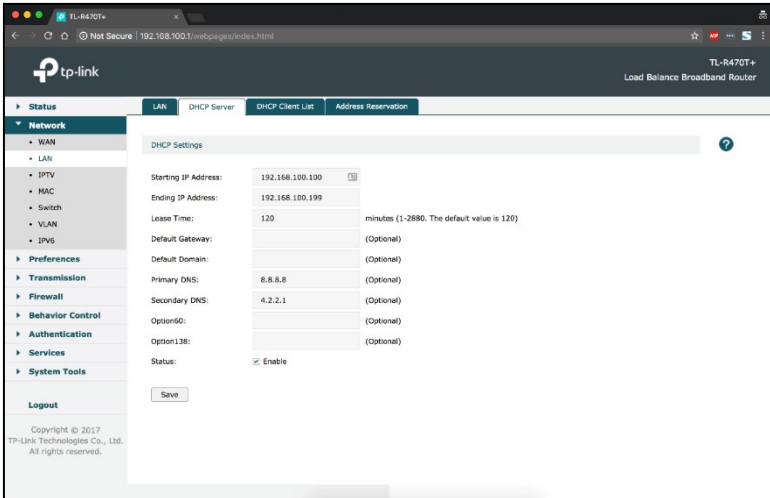 TL-R470T+
Not Secure | 192.168.100.1/webpages/index.html
tp-link
TL-R470T+
Load Balance Broadband Router
Status
Network
WAN
LAN
IPTV
MAC
Switch
VLAN
IPV6
Preferences
Transmission
Firewall
Behavior Control
Authentication
Services
System Tools
Logout
Copyright © 2017
TP-Link Technologies Co., Ltd.
All rights reserved.
LAN DHCP Server DHCP Client List Address Reservation
DHCP Settings
?
Starting IP Address: 192.168.100.100
Ending IP Address: 192.168.100.199
Lease Time: 120 minutes (1-2880. The default value is 120)
Default Gateway: (Optional)
Default Domain: (Optional)
Primary DNS: 8.8.8.8 (Optional)
Secondary DNS: 4.2.2.1 (Optional)
Option60: (Optional)
Option138: (Optional)
Status: Enable
Save